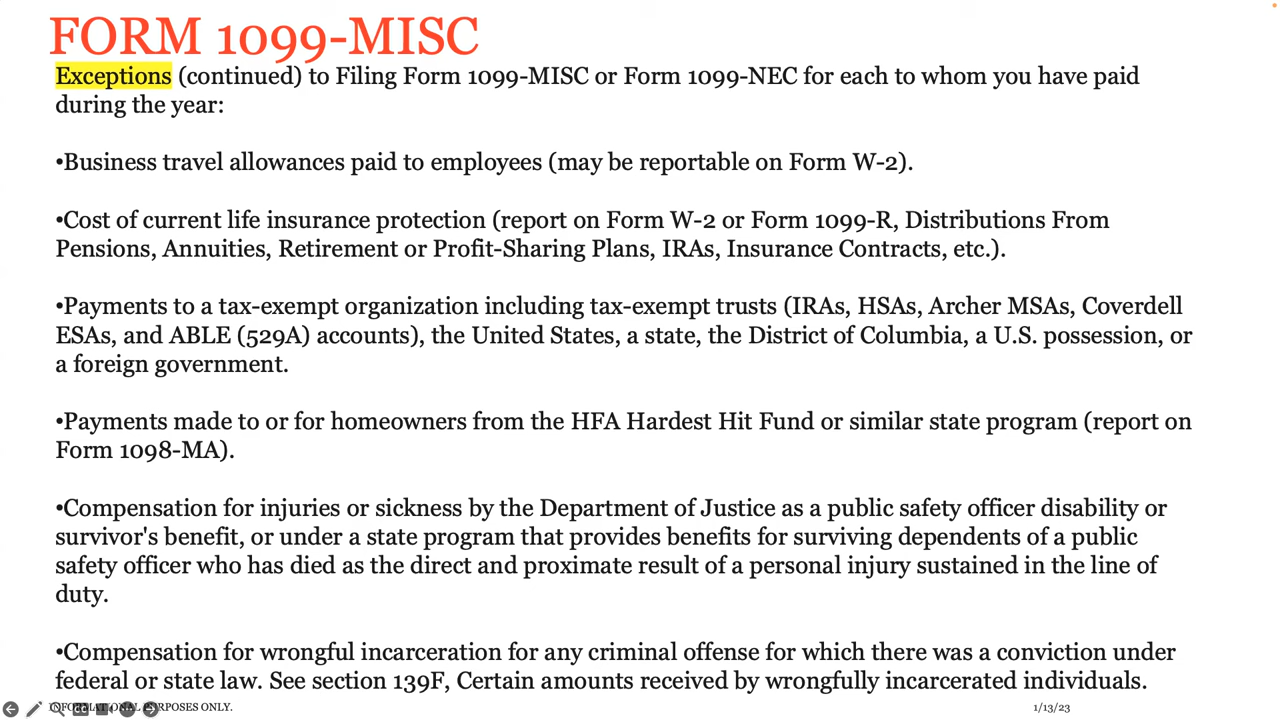 FORM 1099-MISC
Exceptions (continued) to Filing Form 1099-MISC or Form 1099-NEC for each to whom you have paid
during the year:
•Business travel allowances paid to employees (may be reportable on Form W-2).
•Cost of current life insurance protection (report on Form W-2 or Form 1099-R, Distributions From
Pensions, Annuities, Retirement or Profit-Sharing Plans, IRAs, Insurance Contracts, etc.).
•Payments to a tax-exempt organization including tax-exempt trusts (IRAs, HSAs, Archer MSAs, Coverdell
ESAs, and ABLE (529A) accounts), the United States, a state, the District of Columbia, a U.S. possession, or
a foreign government.
•Payments made to or for homeowners from the HFA Hardest Hit Fund or similar state program (report on
Form 1098-MA).
•Compensation for injuries or sickness by the Department of Justice as a public safety officer disability or
survivor's benefit, or under a state program that provides benefits for surviving dependents of a public
safety officer who has died as the direct and proximate result of a personal injury sustained in the line of
duty.
•Compensation for wrongful incarceration for any criminal offense for which there was a conviction under
federal or state law. See section 139F, Certain amounts received by wrongfully incarcerated individuals.
PURPOSES ONLY.
1/13/23